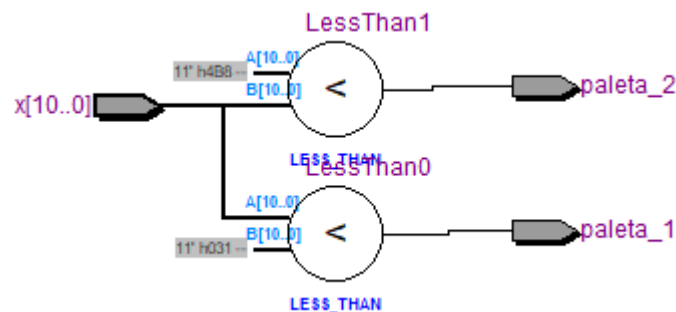 LessThan1
A[10..0]
11' h4B8 --
B[10..0]
x[10..0]
<
paleta_2
LESS_THAN
LessThan0
A[10..0]
B[10..0]
11' h031 --
<
paleta_1
LESS_THAN